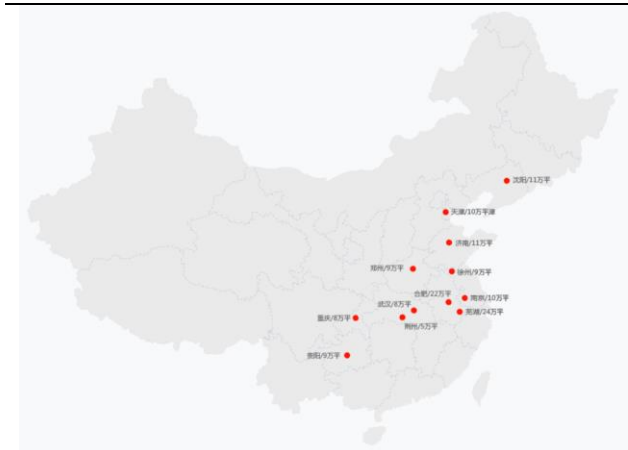 沈阳/11万平
天津/10万平津
济南/11万平
郑州/9万平
徐州/9万平
合肥/22万平
南京/10万平
武汉/8万平
芜湖/24万平
重庆/8万平
荆州/5万平
贵阳/9万平